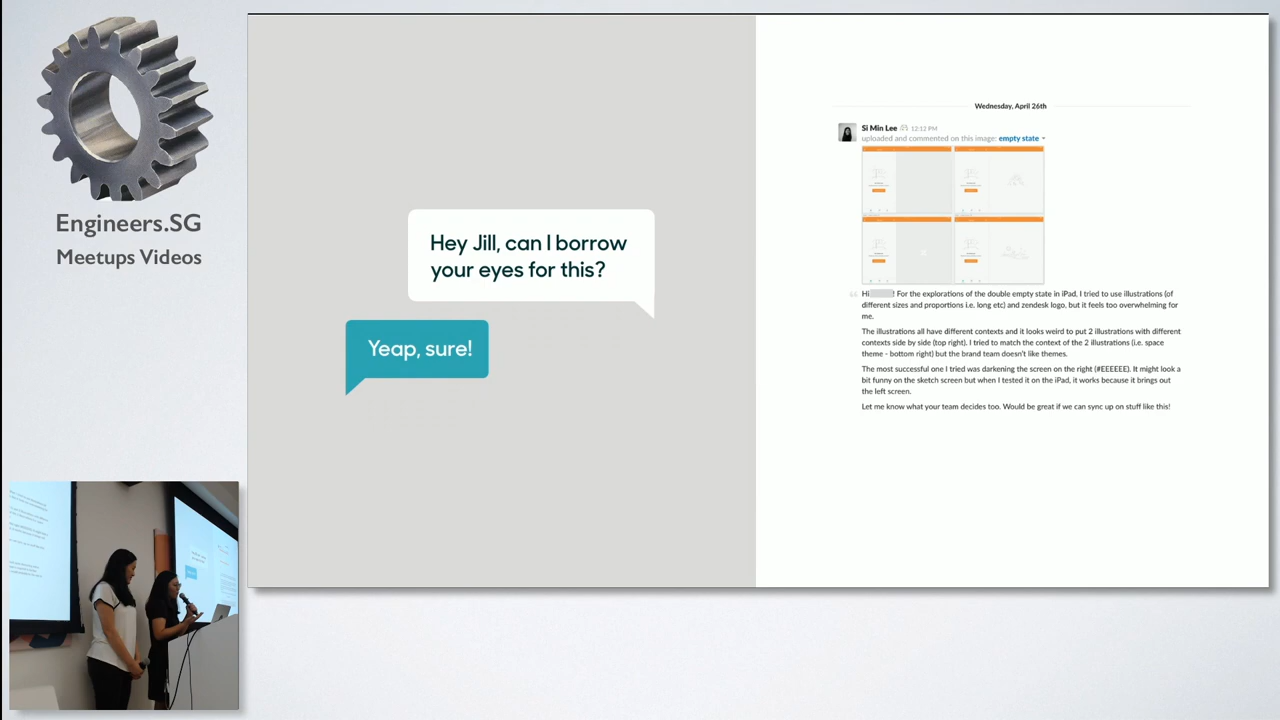 Engineers.SG
Meetups Videos
Hey Jill, can I borrow
your eyes for this?
Yeap, sure!
Wednesday, April 26th
Si Min Lee 12:12 PM
uploaded and commented on this image: empty state
Hi ! For the explorations of the double empty state in iPad, I tried to use illustrations (of
different sizes and proportions i.e. long etc) and zendesk logo, but it feels too overwhelming for
me.
The illustrations all have different contexts and it looks weird to put 2 illustrations with different
contexts side by side (top right). I tried to match the context of the 2 illustrations (i.e. space
theme - bottom right) but the brand team doesn't like themes.
The most successful one I tried was darkening the screen on the right (#EEEEEE). It might look a
bit funny on the sketch screen but when I tested it on the iPad, it works because it brings out
the left screen.
Let me know what your team decides too. Would be great if we can sync up on stuff like this!